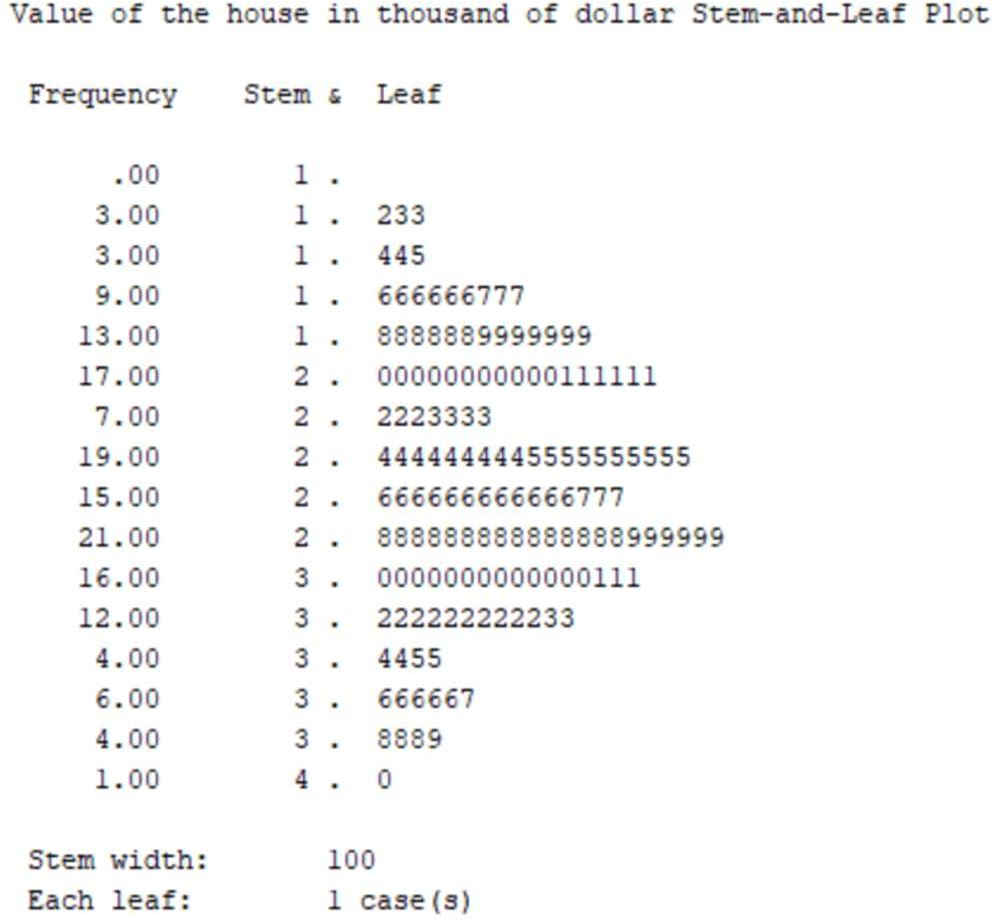 Value of the house in thousand of dollar Stem-and-Leaf Plot
Frequency Stem & Leaf
.00 1 .
3.00 1 . 233
3.00 1 . 445
9.00 1 . 666666777
13.00 1 . 8888889999999
17.00 2 . 00000000000111111
7.00 2 . 2223333
19.00 2 . 4444444445555555555
15.00 2 . 666666666666777
21.00 2 . 888888888888888999999
16.00 3 . 0000000000000111
12.00 3 . 222222222233
4.00 3 . 4455
6.00 3 . 666667
4.00 3 . 8889
1.00 4 . 0
Stem width: 100
Each leaf: 1 case(s)